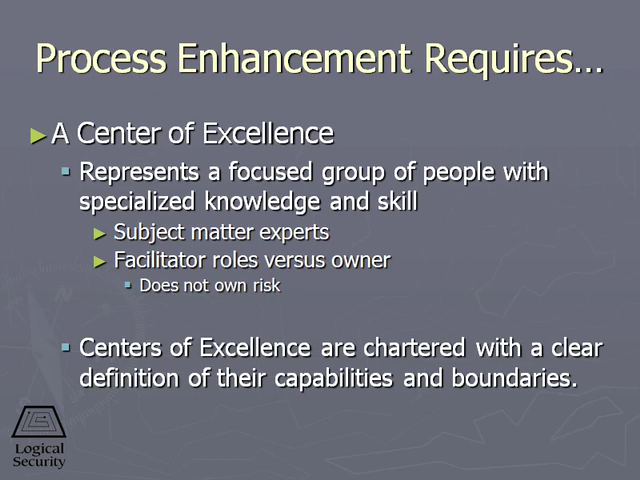 Process Enhancement Requires…
►A Center of Excellence
▪ Represents a focused group of people with
specialized knowledge and skill
► Subject matter experts
► Facilitator roles versus owner
▪ Does not own risk
▪ Centers of Excellence are chartered with a clear
definition of their capabilities and boundaries.
Logical
Security